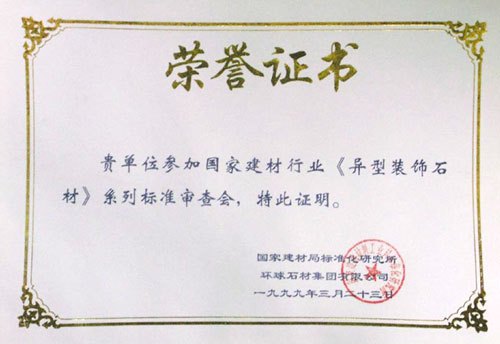 荣誉证书
贵单位参加国家建材行业《异型装饰石
材》系列标准审查会，特此证明。
国家建材局标准化研究所
环球石材集团有限公司
一九九九年三月二十三日